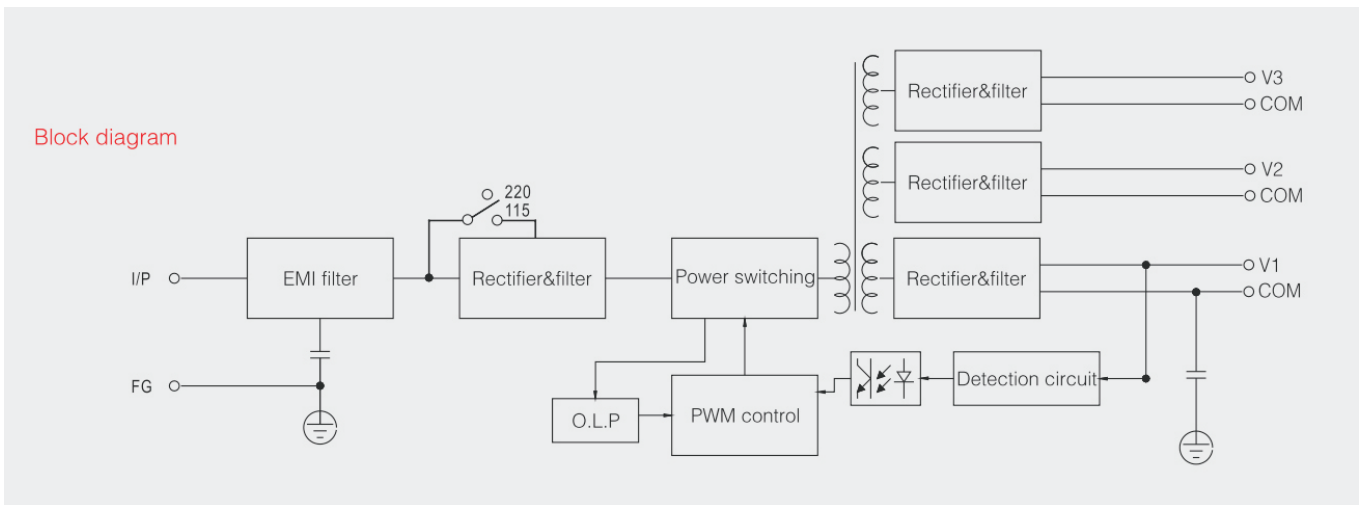 Block diagram
Rectifier&filter
V3
COM
Rectifier&filter
V2
COM
220
115
I/P
EMI filter
Rectifier&filter
Power switching
Rectifier&filter
V1
COM
FG
O.L.P
PWM control
Detection circuit